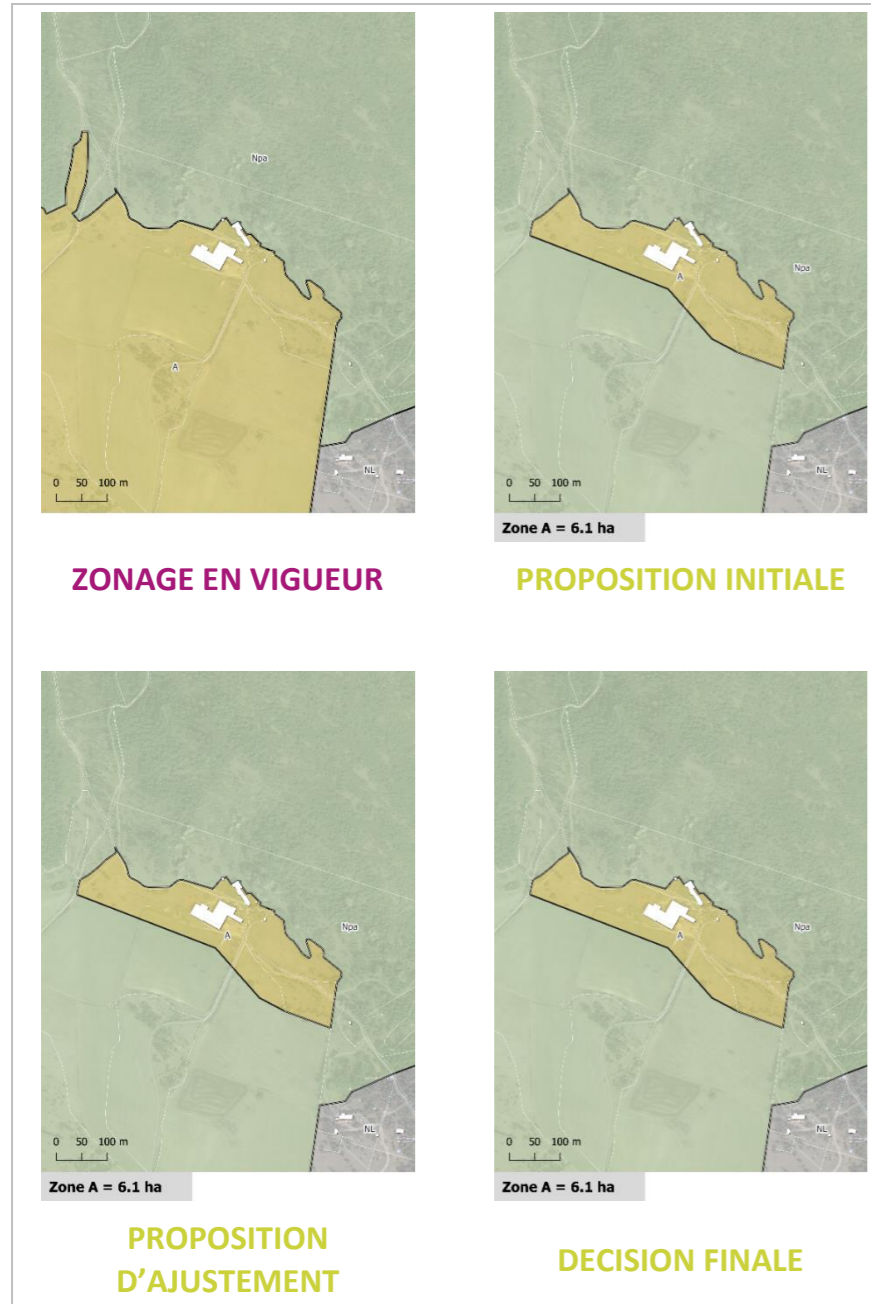 Npa
A
NL
0 50 100 m
ZONAGE EN VIGUEUR
Npa
A
NL
0 50 100 m
Zone A = 6.1 ha
PROPOSITION INITIALE
Npa
A
NL
0 50 100 m
Zone A = 6.1 ha
PROPOSITION
D'AJUSTEMENT
Npa
A
NL
0 50 100 m
Zone A = 6.1 ha
DECISION FINALE